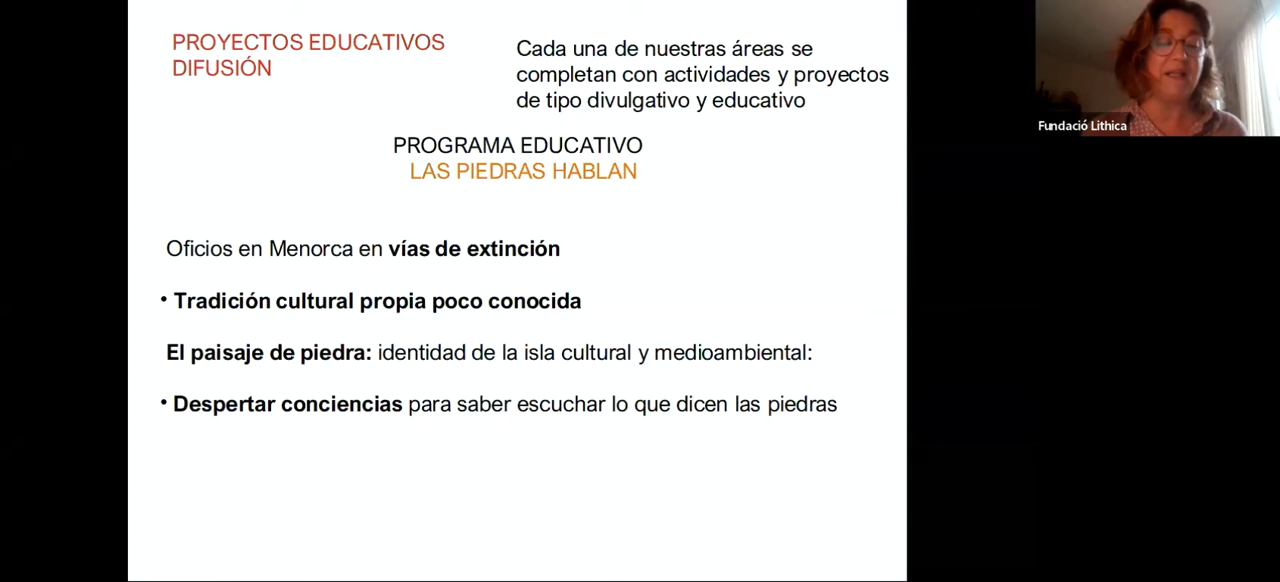 PROYECTOS EDUCATIVOS
DIFUSIÓN
Cada una de nuestras áreas se
completan con actividades y proyectos
de tipo divulgativo y educativo
PROGRAMA EDUCATIVO
LAS PIEDRAS HABLAN
Oficios en Menorca en vías de extinción
• Tradición cultural propia poco conocida
El paisaje de piedra: identidad de la isla cultural y medioambiental:
• Despertar conciencias para saber escuchar lo que dicen las piedras
Fundació Lithica